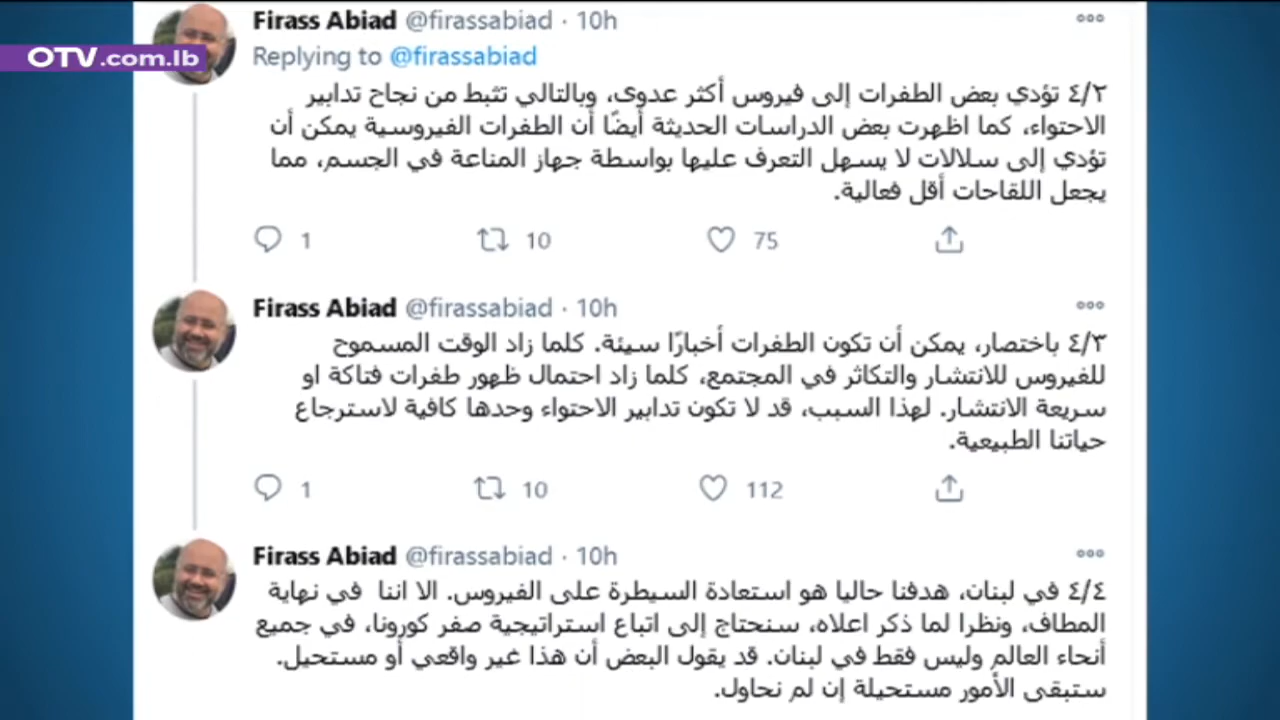 Firass Abiad @firassabiad · 10h
OTV.com.lb
Replying to @firassabiad
٤/٢ تؤدي بعض الطفرات إلى فيروس أكثر عدوى، وبالتالي تثبط من نجاح تدابير
الاحتواء، كما اظهرت بعض الدراسات الحديثة أيضًا أن الطفرات الفيروسية يمكن أن
تؤدي إلى سلالات لا يسهل التعرف عليها بواسطة جهاز المناعة في الجسم، مما
يجعل اللقاحات أقل فعالية.
1 10 75
Firass Abiad @firassabiad · 10h
٤/٣ باختصار، يمكن أن تكون الطفرات أخبارًا سيئة. كلما زاد الوقت المسموح
للفيروس للانتشار والتكاثر في المجتمع، كلما زاد احتمال ظهور طفرات فتاكة او
سريعة الانتشار. لهذا السبب، قد لا تكون تدابير الاحتواء وحدها كافية لاسترجاع
حياتنا الطبيعية.
1 10 112
Firass Abiad @firassabiad · 10h
٤/٤ في لبنان، هدفنا حاليا هو استعادة السيطرة على الفيروس. الا اننا في نهاية
المطاف، ونظرا لما ذكر اعلاه، سنحتاج إلى اتباع استراتيجية صفر كورونا، في جميع
أنحاء العالم وليس فقط في لبنان. قد يقول البعض أن هذا غير واقعي أو مستحيل.
ستبقى الأمور مستحيلة إن لم نحاول.